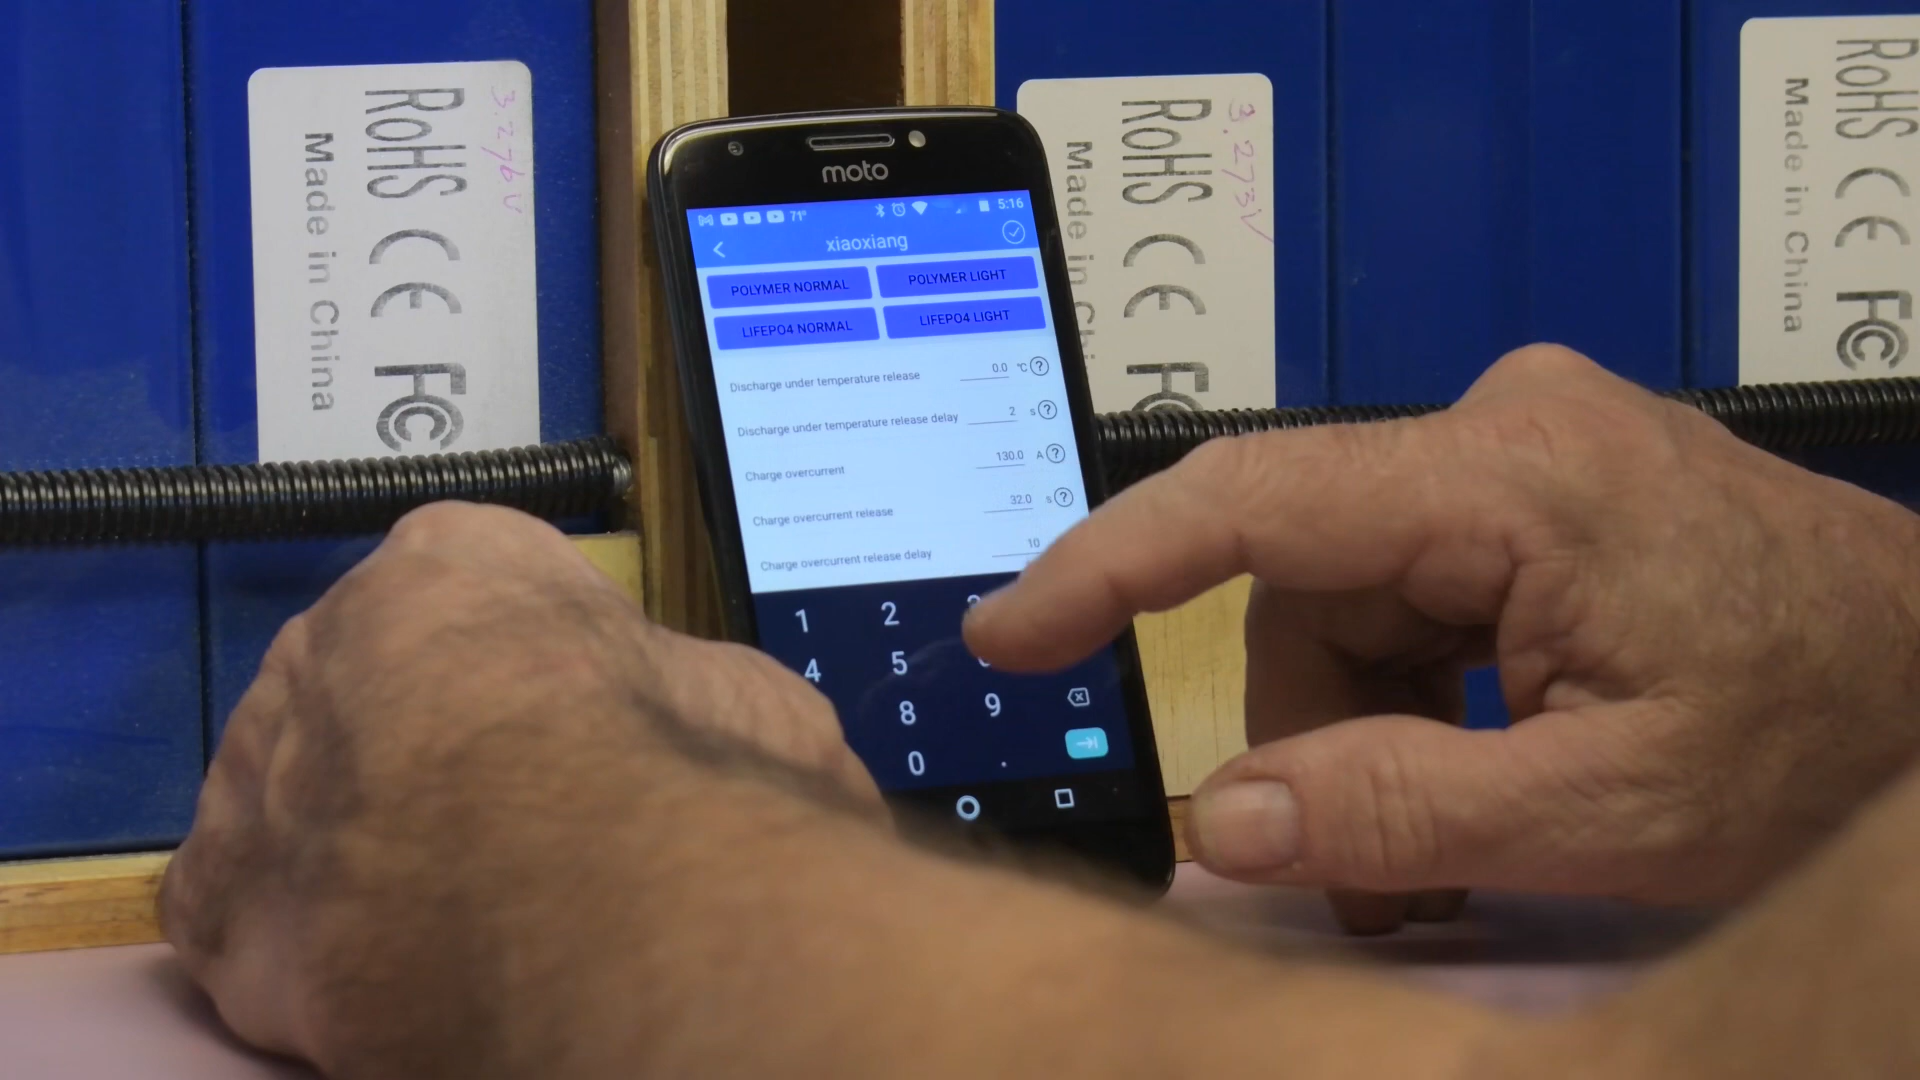 3.276V
RoHS CE FC
Made in China
moto
71° 5:16
xiaoxiang
POLYMER NORMAL POLYMER LIGHT
LIFEPO4 NORMAL LIFEPO4 LIGHT
Discharge under temperature release 0.0 °C ?
Discharge under temperature release delay 2 s ?
Charge overcurrent 130.0 A ?
Charge overcurrent release 32.0 s ?
Charge overcurrent release delay 10
1 2
4 5
8 9
0 .
3.273V
RoHS CE FC
Made in Chi
RoHS CE FC
Made in China